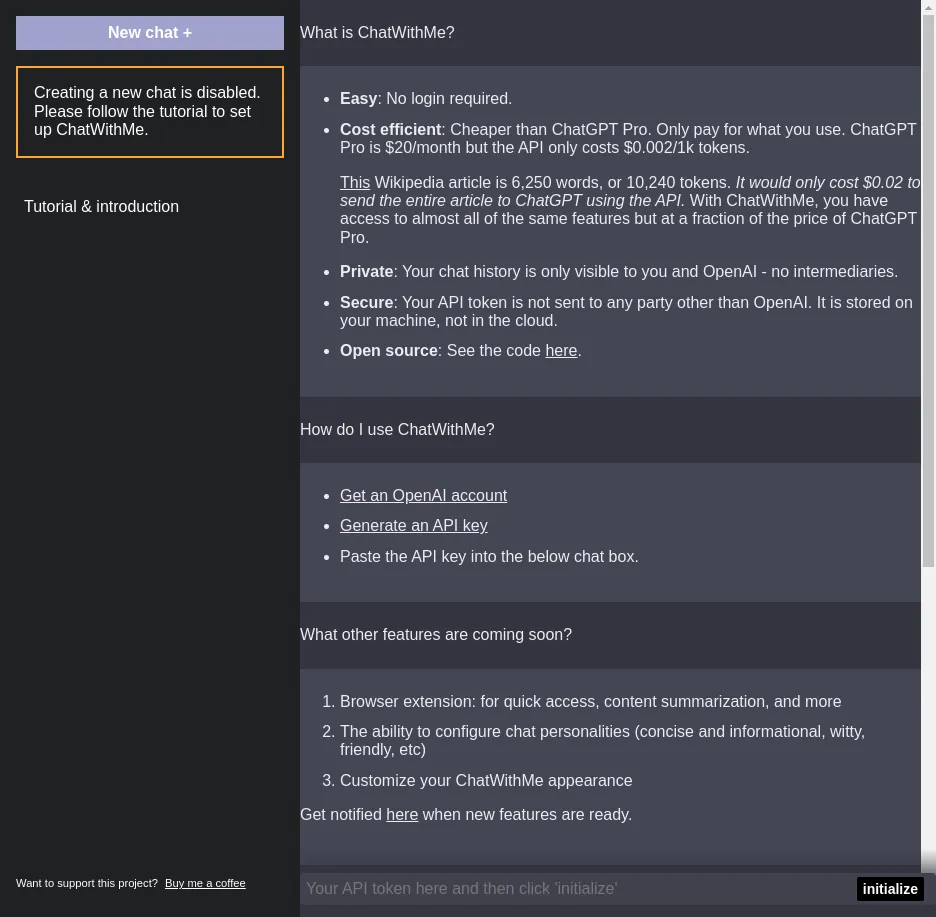 New chat +
Creating a new chat is disabled.
Please follow the tutorial to set
up ChatWithMe.
Tutorial & introduction
Want to support this project? Buy me a coffee
What is ChatWithMe?
• Easy: No login required.
• Cost efficient: Cheaper than ChatGPT Pro. Only pay for what you use. ChatGPT
Pro is $20/month but the API only costs $0.002/1k tokens.
This Wikipedia article is 6,250 words, or 10,240 tokens. It would only cost $0.02 to
send the entire article to ChatGPT using the API. With ChatWithMe, you have
access to almost all of the same features but at a fraction of the price of ChatGPT
Pro.
• Private: Your chat history is only visible to you and OpenAI - no intermediaries.
• Secure: Your API token is not sent to any party other than OpenAI. It is stored on
your machine, not in the cloud.
• Open source: See the code here.
How do I use ChatWithMe?
• Get an OpenAI account
• Generate an API key
• Paste the API key into the below chat box.
What other features are coming soon?
1. Browser extension: for quick access, content summarization, and more
2. The ability to configure chat personalities (concise and informational, witty,
friendly, etc)
3. Customize your ChatWithMe appearance
Get notified here when new features are ready.
Your API token here and then click 'initialize'
initialize